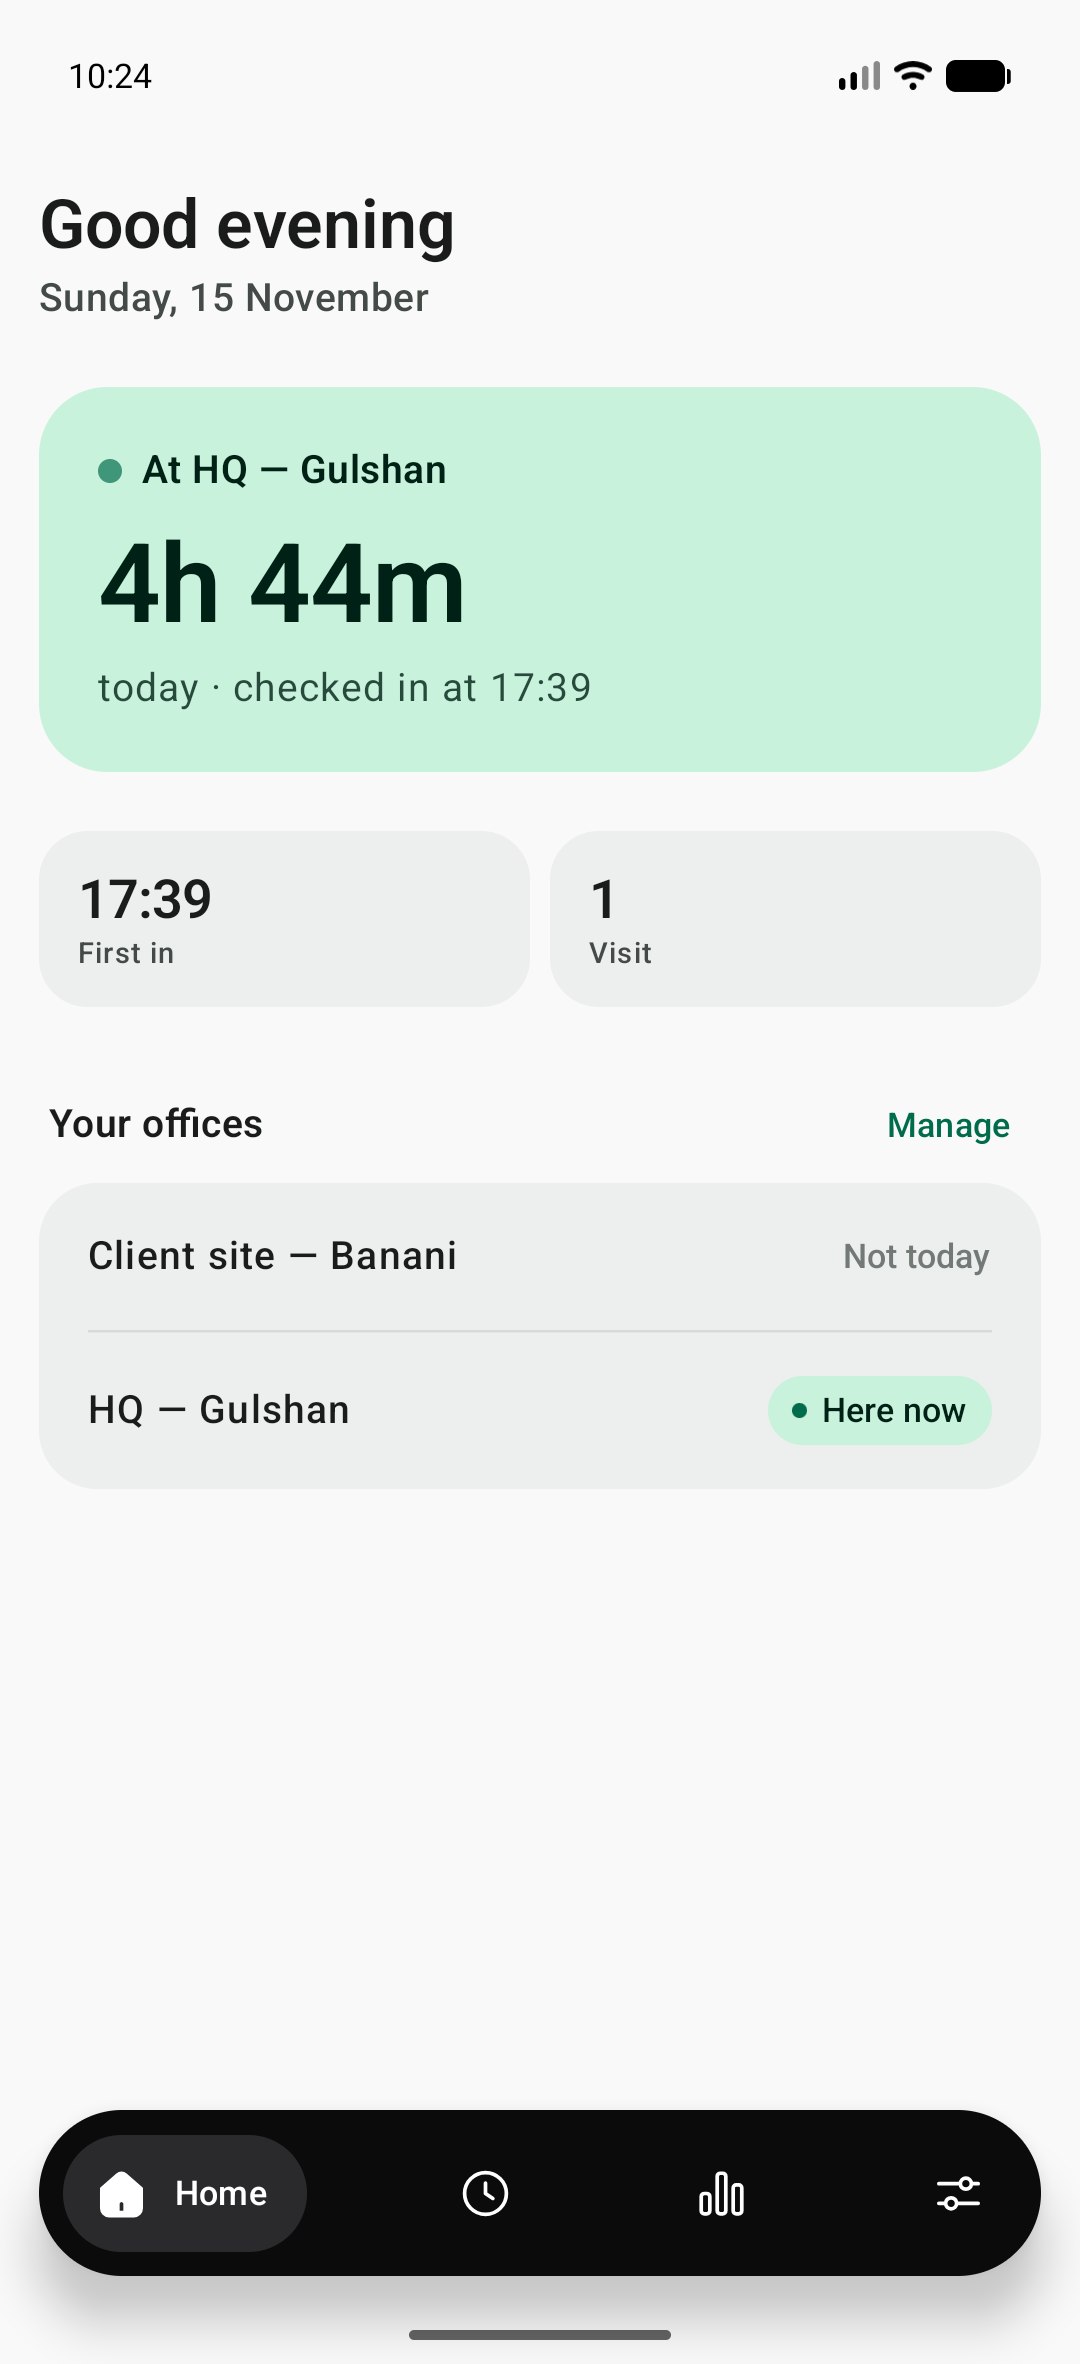 10:24
Good evening
Sunday, 15 November
At HQ — Gulshan
4h 44m
today · checked in at 17:39
17:39
First in
1
Visit
Your offices
Manage
Client site — Banani
Not today
HQ — Gulshan
Here now
Home